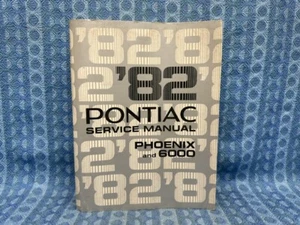 '82'8
2'82
PONTIAC
SERVICE MANUAL
PHOENIX
and 6000
'82'8